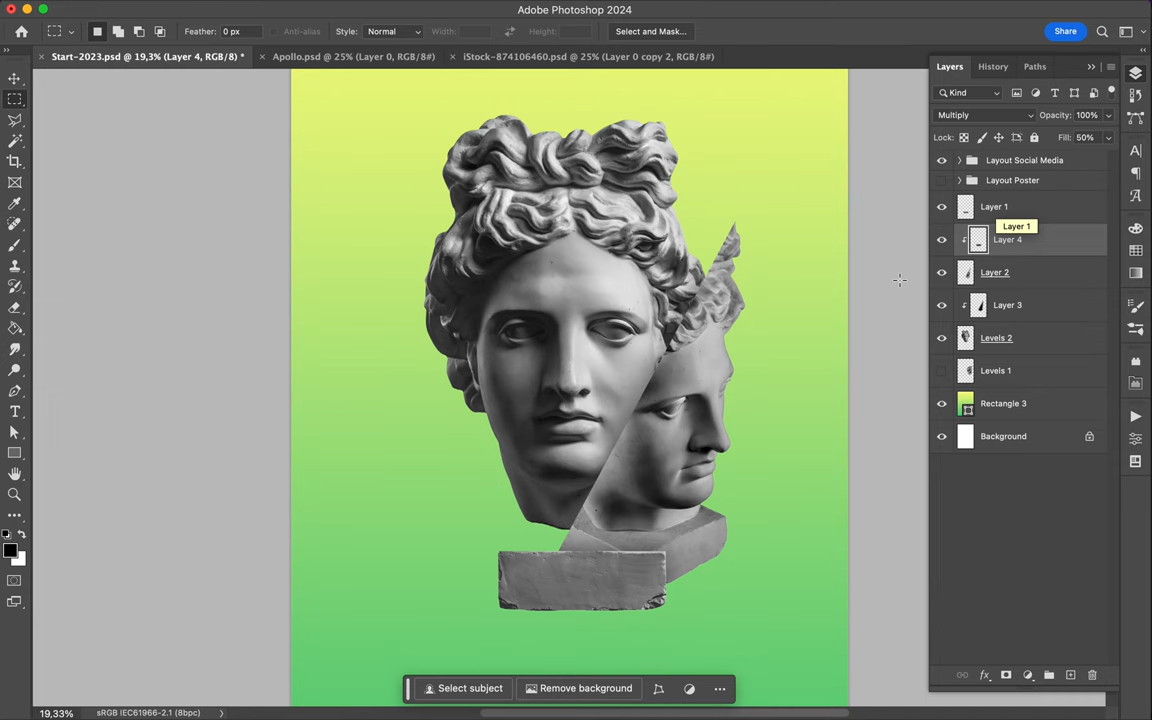 Adobe Photoshop 2024
Feather: 0 px
Anti-alias
Style: Normal
Width:
Height:
Select and Mask...
Share
Start-2023.psd @ 19,3% (Layer 4, RGB/8) *
Apollo.psd @ 25% (Layer 0, RGB/8#)
iStock-874106460.psd @ 25% (Layer 0 copy 2, RGB/8#)
Layers
History
Paths
Kind
Multiply
Opacity: 100%
Lock:
Fill: 50%
Layout Social Media
Layout Poster
Layer 1
Layer 1
Layer 4
Layer 2
Layer 3
Levels 2
Levels 1
Rectangle 3
Background
Select subject
Remove background
19,33%
sRGB IEC61966-2.1 (8bpc)